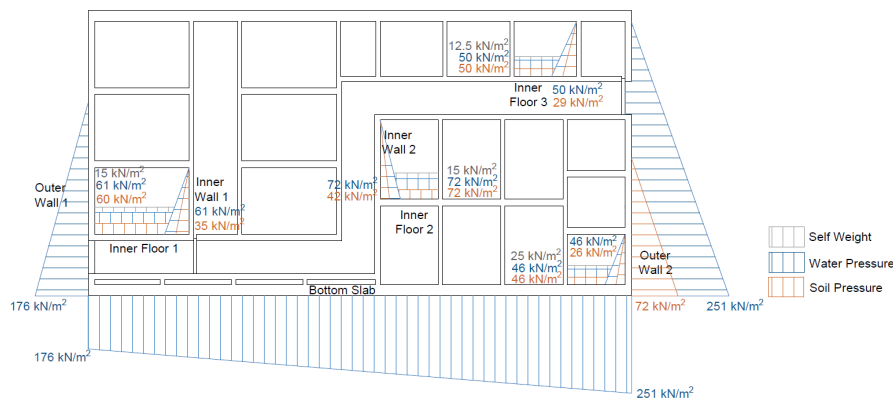 12.5 kN/m²
50 kN/m²
50 kN/m²
Inner
Floor 3
50 kN/m²
29 kN/m²
Inner
Wall 2
15 kN/m²
61 kN/m²
60 kN/m²
Outer
Wall 1
Inner
Wall 1
61 kN/m²
35 kN/m²
72 kN/m²
42 kN/m²
15 kN/m²
72 kN/m²
72 kN/m²
Inner
Floor 2
Inner Floor 1
25 kN/m²
46 kN/m²
46 kN/m²
46 kN/m²
26 kN/m²
Outer
Wall 2
Self Weight
Water Pressure
Soil Pressure
Bottom Slab
176 kN/m²
72 kN/m²
251 kN/m²
176 kN/m²
251 kN/m²